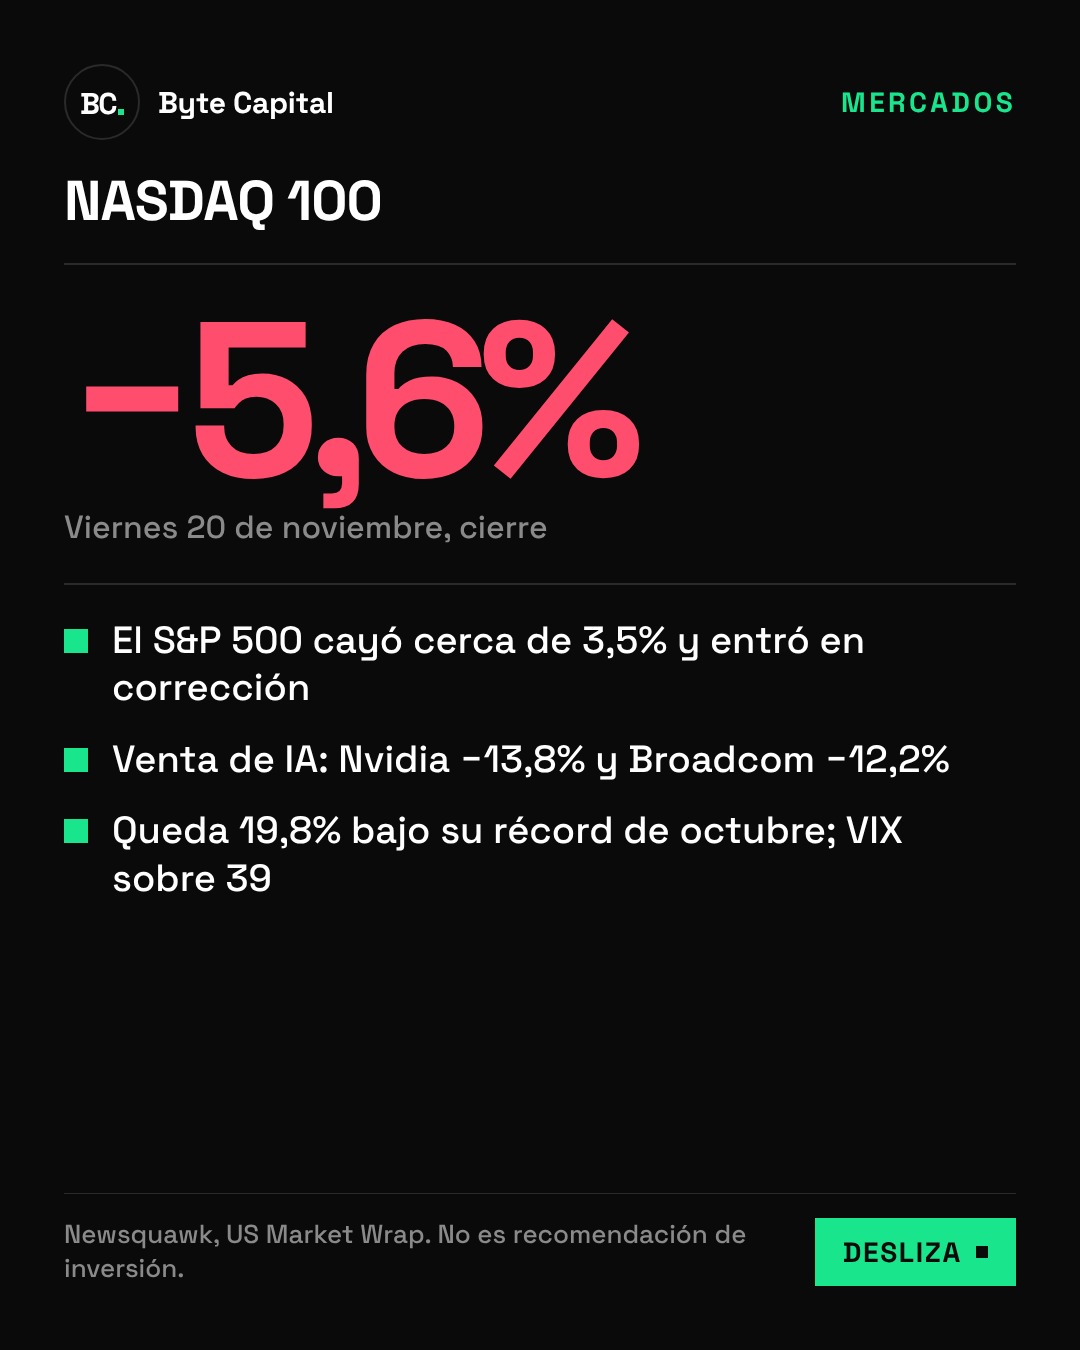 BC.
Byte Capital
MERCADOS
NASDAQ 100
−5,6%
Viernes 20 de noviembre, cierre
El S&P 500 cayó cerca de 3,5% y entró en
corrección
Venta de IA: Nvidia −13,8% y Broadcom −12,2%
Queda 19,8% bajo su récord de octubre; VIX
sobre 39
Newsquawk, US Market Wrap. No es recomendación de
inversión.
DESLIZA